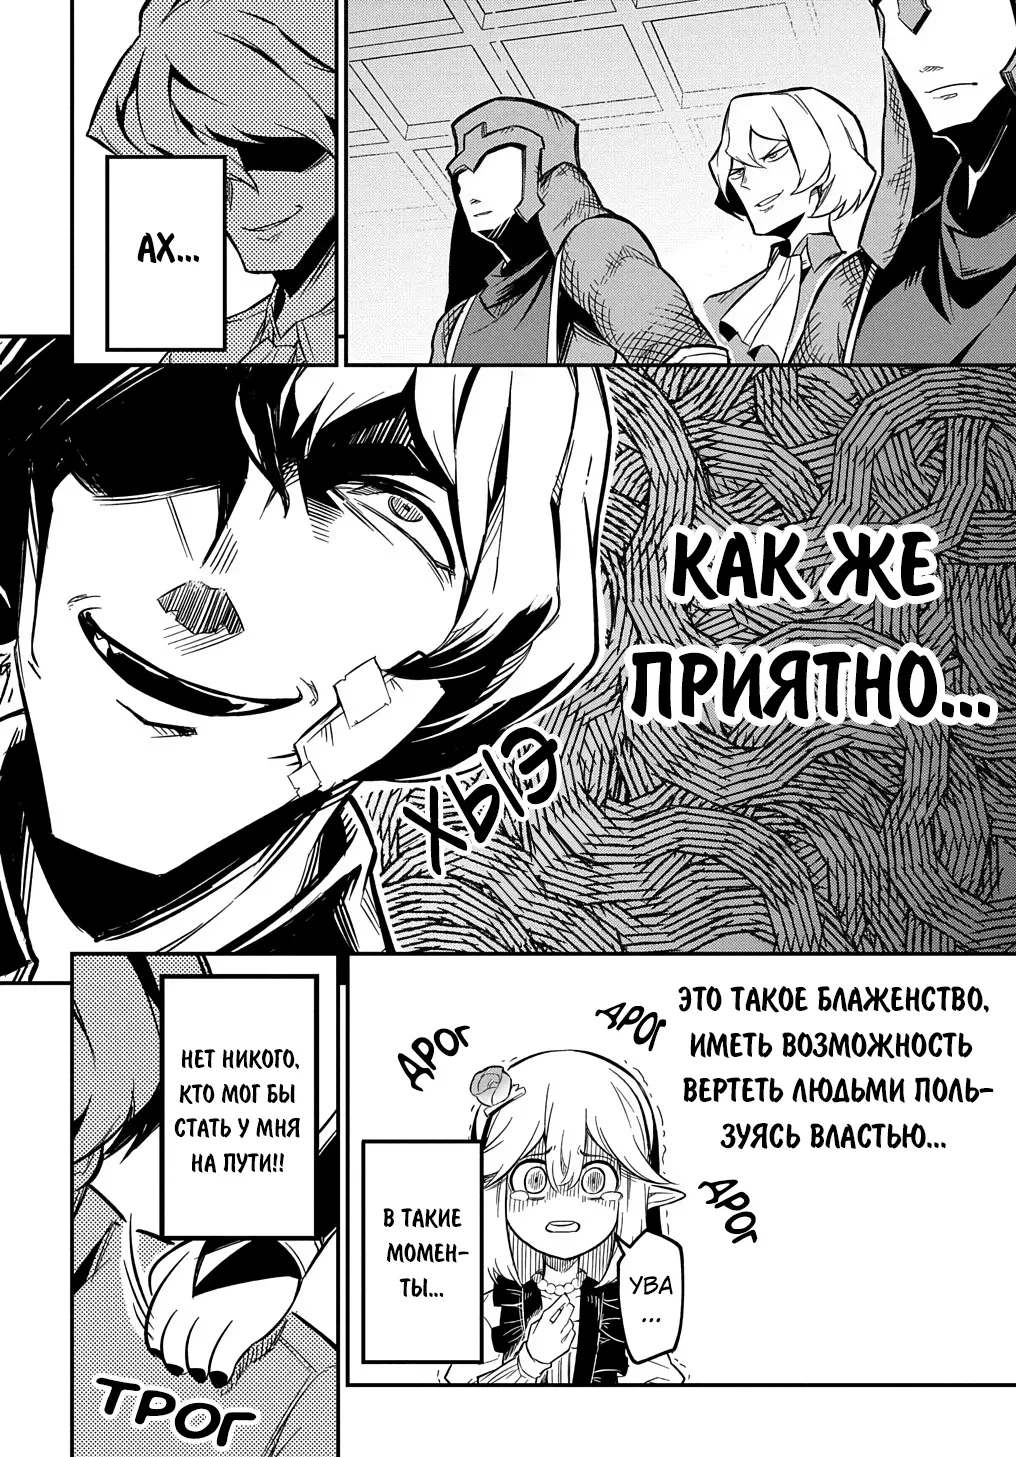 АХ...
КАК ЖЕ
ПРИЯТНО...
ХЫЭ
ЭТО ТАКОЕ БЛАЖЕНСТВО,
ИМЕТЬ ВОЗМОЖНОСТЬ
ВЕРТЕТЬ ЛЮДЬМИ ПОЛЬ-
ЗУЯСЬ ВЛАСТЬЮ...
ДРОГ
ДРОГ
ДРОГ
В ТАКИЕ
МОМЕН-
ТЫ...
УВА
...
НЕТ НИКОГО,
КТО МОГ БЫ
СТАТЬ У МНЯ
НА ПУТИ!!
ТРОГ